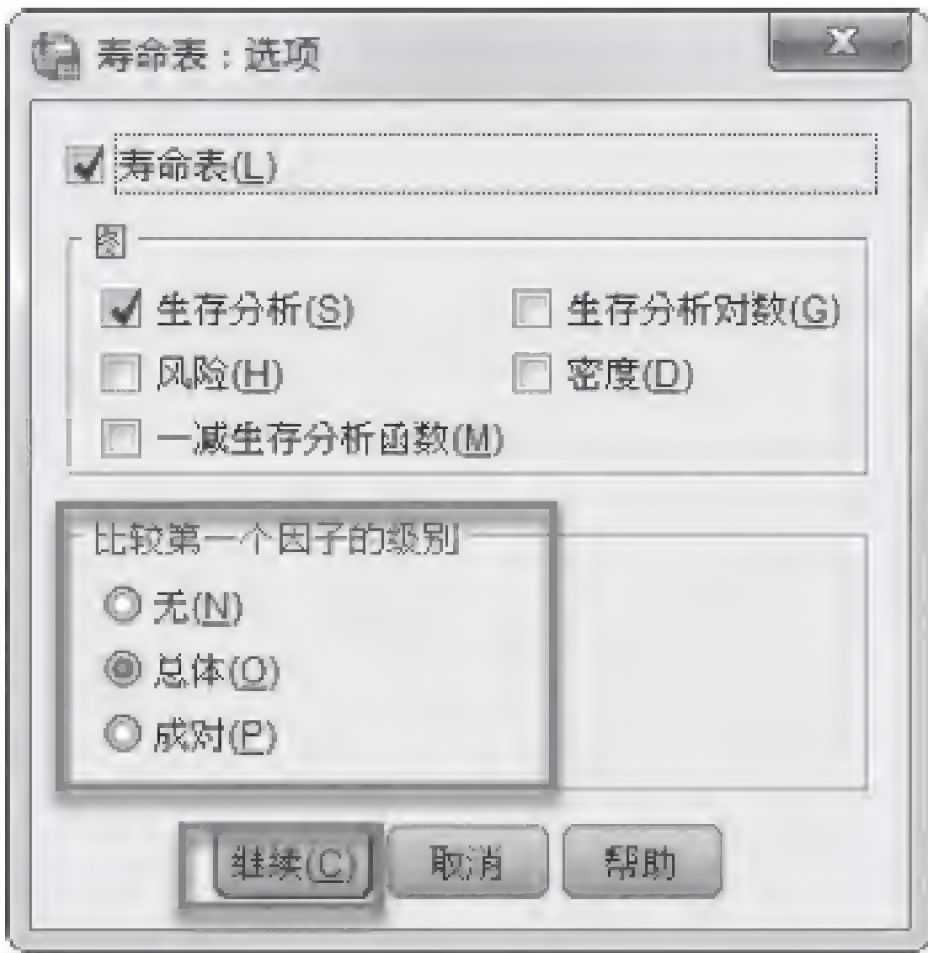 寿命表：选项
寿命表(L)
图
生存分析(S) 生存分析对数(G)
风险(H) 密度(D)
一减生存分析函数(M)
比较第一个因子的级别
无(N)
总体(O)
成对(P)
继续(C) 取消 帮助